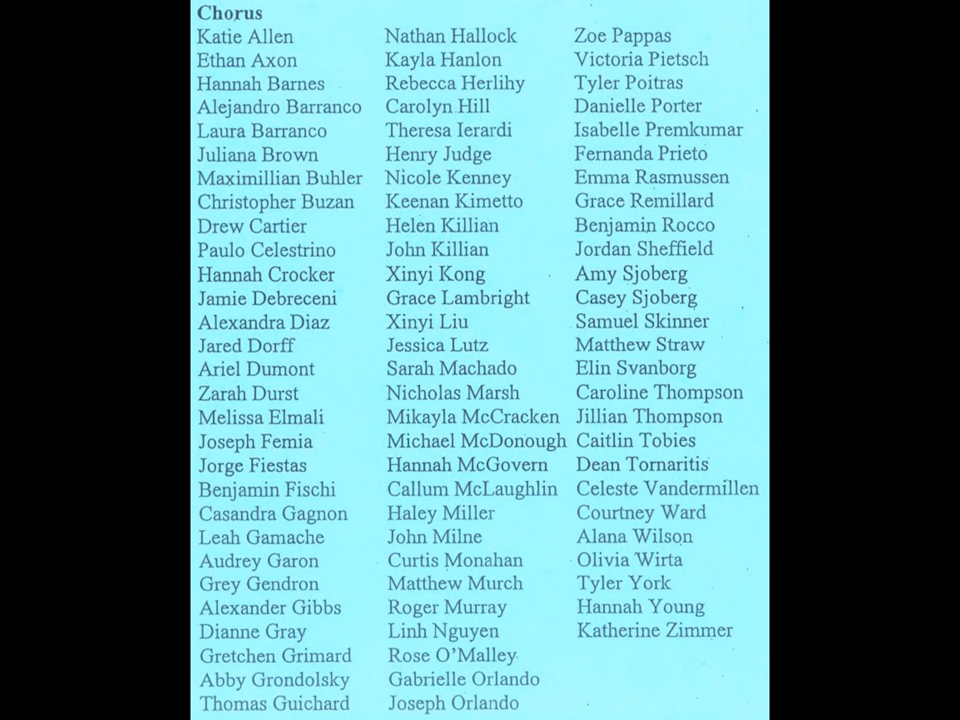 Chorus
Katie Allen
Ethan Axon
Hannah Barnes
Alejandro Barranco
Laura Barranco
Juliana Brown
Maximillian Buhler
Christopher Buzan
Drew Cartier
Paulo Celestrino
Hannah Crocker
Jamie Debreceni
Alexandra Diaz
Jared Dorff
Ariel Dumont
Zarah Durst
Melissa Elmali
Joseph Femia
Jorge Fiestas
Benjamin Fischi
Casandra Gagnon
Leah Gamache
Audrey Garon
Grey Gendron
Alexander Gibbs
Dianne Gray
Gretchen Grimard
Abby Grondolsky
Thomas Guichard
Nathan Hallock
Kayla Hanlon
Rebecca Herlihy
Carolyn Hill
Theresa Ierardi
Henry Judge
Nicole Kenney
Keenan Kimetto
Helen Killian
John Killian
Xinyi Kong
Grace Lambright
Xinyi Liu
Jessica Lutz
Sarah Machado
Nicholas Marsh
Mikayla McCracken
Michael McDonough
Hannah McGovern
Callum McLaughlin
Haley Miller
John Milne
Curtis Monahan
Matthew Murch
Roger Murray
Linh Nguyen
Rose O'Malley
Gabrielle Orlando
Joseph Orlando
Zoe Pappas
Victoria Pietsch
Tyler Poitras
Danielle Porter
Isabelle Premkumar
Fernanda Prieto
Emma Rasmussen
Grace Remillard
Benjamin Rocco
Jordan Sheffield
Amy Sjoberg
Casey Sjoberg
Samuel Skinner
Matthew Straw
Elin Svanborg
Caroline Thompson
Jillian Thompson
Caitlin Tobies
Dean Tornaritis
Celeste Vandermillen
Courtney Ward
Alana Wilson
Olivia Wirta
Tyler York
Hannah Young
Katherine Zimmer